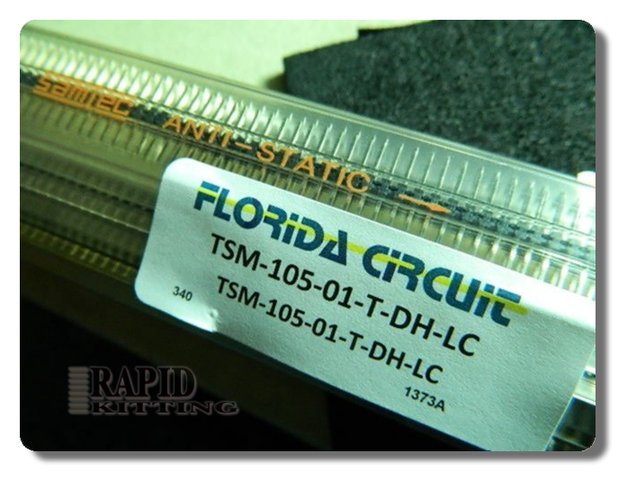 samtec ANTI-STATIC
FLORIDA CIRCUIT
TSM-105-01-T-DH-LC
340 TSM-105-01-T-DH-LC
1373A
RAPID
KITTING